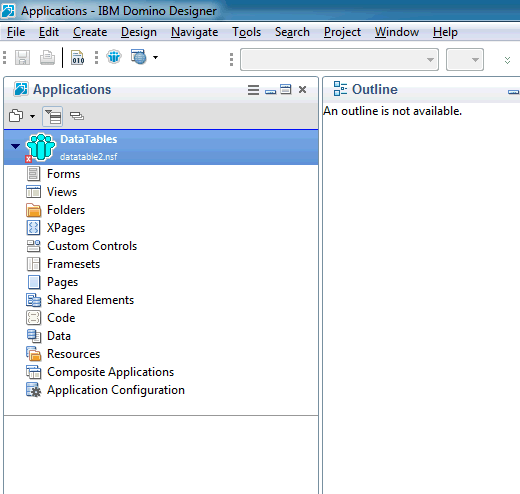 Applications - IBM Domino Designer
File Edit Create Design Navigate Tools Search Project Window Help
010
Applications
Outline
An outline is not available.
DataTables
datatable2.nsf
Forms
Views
Folders
XPages
Custom Controls
Framesets
Pages
Shared Elements
Code
Data
Resources
Composite Applications
Application Configuration